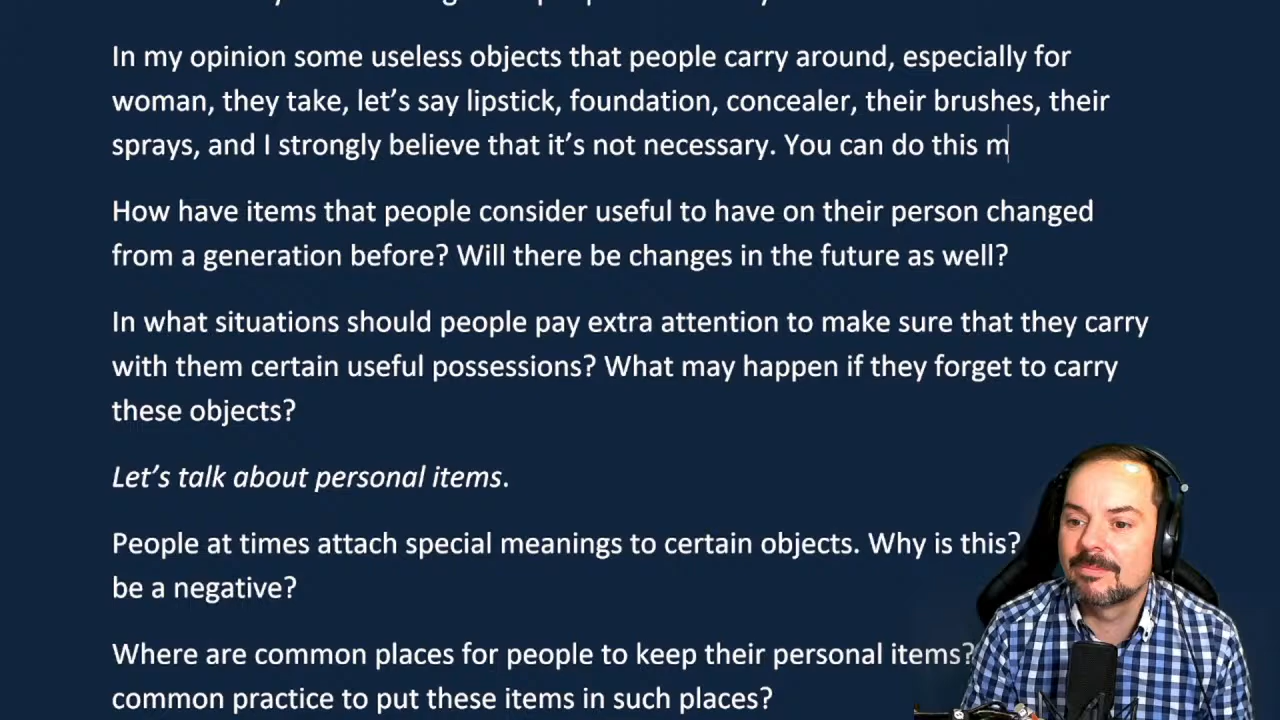 In my opinion some useless objects that people carry around, especially for
woman, they take, let's say lipstick, foundation, concealer, their brushes, their
sprays, and I strongly believe that it's not necessary. You can do this m
How have items that people consider useful to have on their person changed
from a generation before? Will there be changes in the future as well?
In what situations should people pay extra attention to make sure that they carry
with them certain useful possessions? What may happen if they forget to carry
these objects?
Let's talk about personal items.
People at times attach special meanings to certain objects. Why is this?
be a negative?
Where are common places for people to keep their personal items?
common practice to put these items in such places?